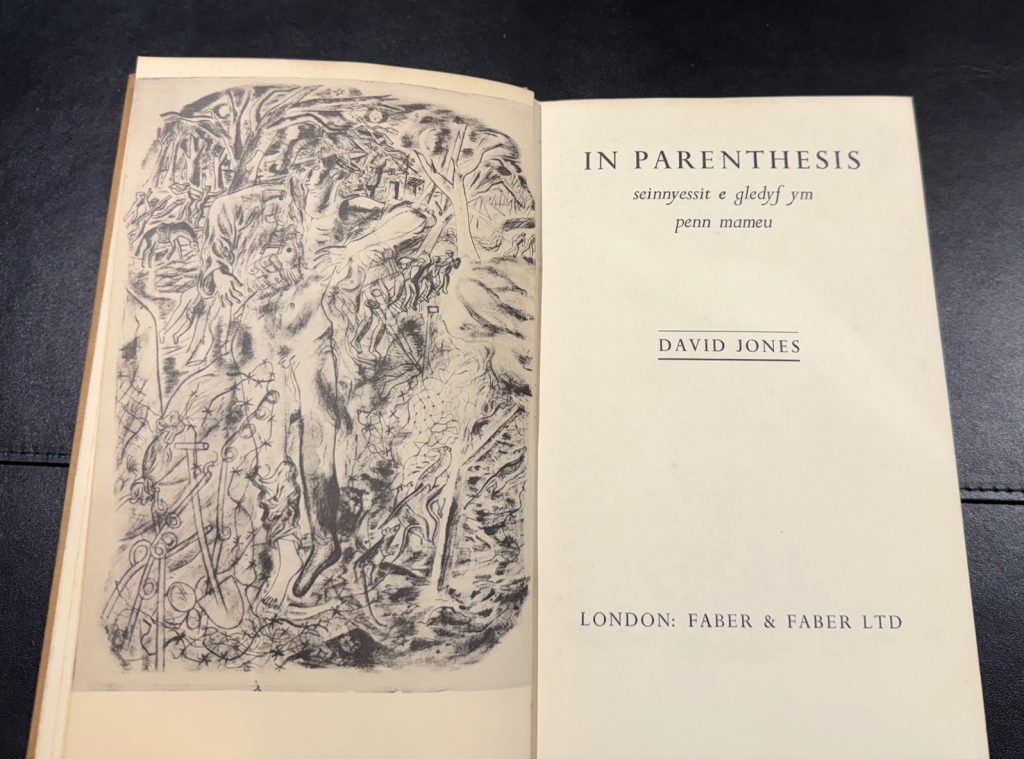 IN PARENTHESIS
seinnyessit e gledyf ym
penn mameu
DAVID JONES
LONDON: FABER & FABER LTD